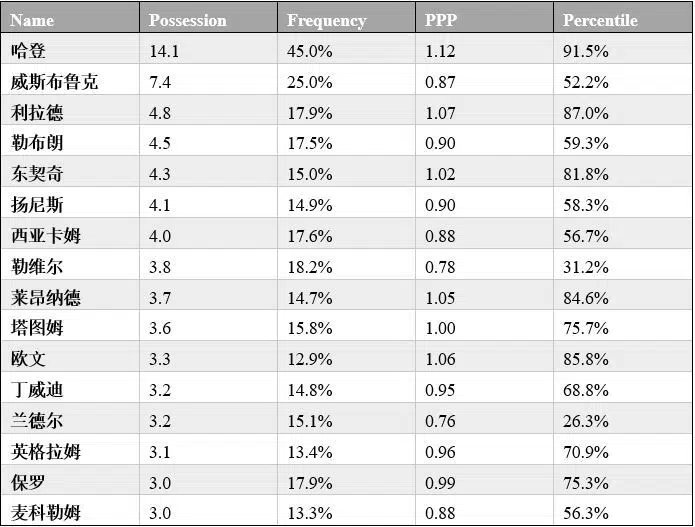 Name Possession Frequency PPP Percentile
哈登 14.1 45.0% 1.12 91.5%
威斯布鲁克 7.4 25.0% 0.87 52.2%
利拉德 4.8 17.9% 1.07 87.0%
勒布朗 4.5 17.5% 0.90 59.3%
东契奇 4.3 15.0% 1.02 81.8%
扬尼斯 4.1 14.9% 0.90 58.3%
西亚卡姆 4.0 17.6% 0.88 56.7%
勒维尔 3.8 18.2% 0.78 31.2%
莱昂纳德 3.7 14.7% 1.05 84.6%
塔图姆 3.6 15.8% 1.00 75.7%
欧文 3.3 12.9% 1.06 85.8%
丁威迪 3.2 14.8% 0.95 68.8%
兰德尔 3.2 15.1% 0.76 26.3%
英格拉姆 3.1 13.4% 0.96 70.9%
保罗 3.0 17.9% 0.99 75.3%
麦科勒姆 3.0 13.3% 0.88 56.3%